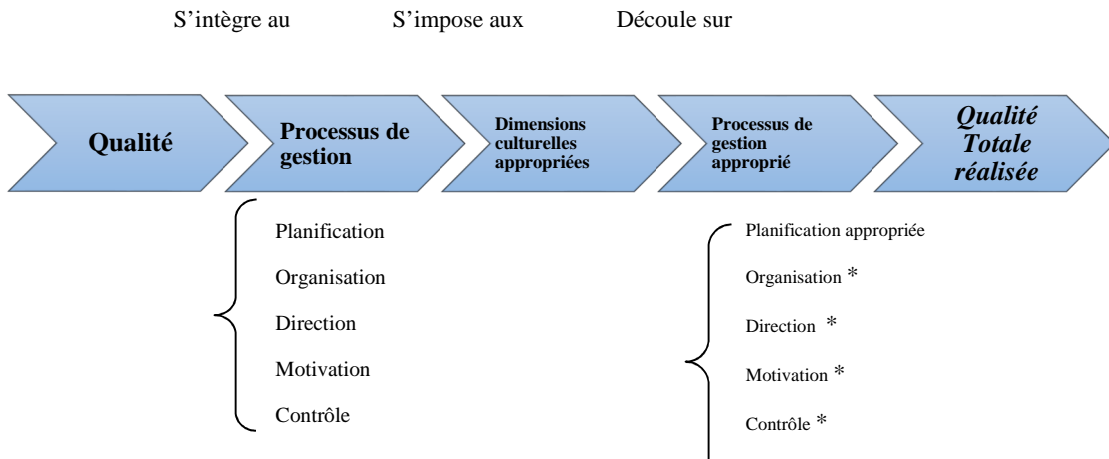 S’intègre au
S’impose aux
Découle sur
Qualité
Processus de
gestion
Dimensions
culturelles
appropriées
Processus de
gestion
approprié
Qualité
Totale
réalisée
Planification
Organisation
Direction
Motivation
Contrôle
Planification appropriée
Organisation *
Direction *
Motivation *
Contrôle *